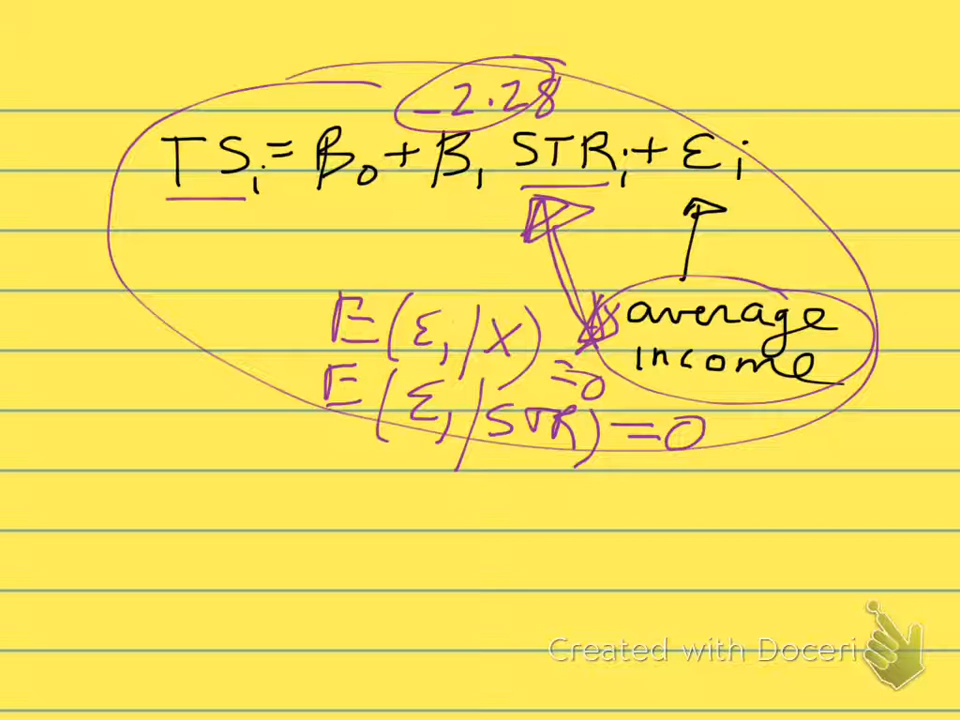 -2.28
TSi = β0 + β1 STRi + εi
average
income
E(εi/X) = 0
E(εi/STR) = 0
Created with Doceri